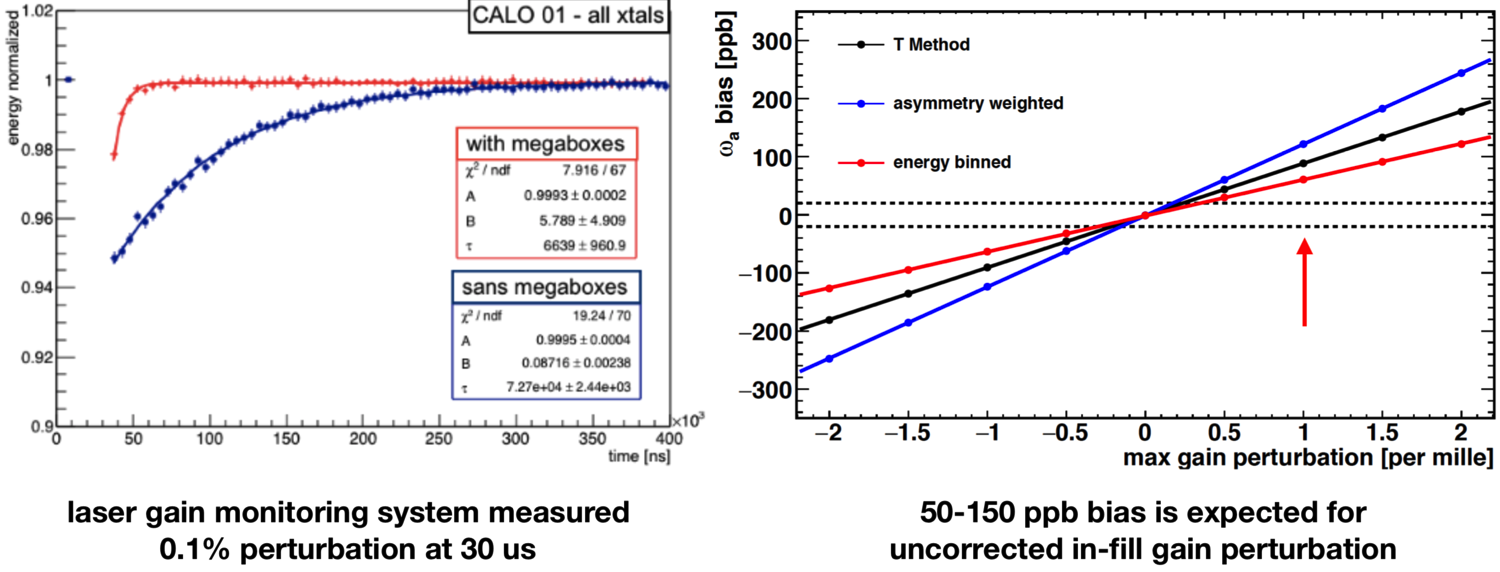 CALO 01 - all xtals
energy normalized
1.02
1
0.98
0.96
0.94
0.92
0.9
with megaboxes
χ² / ndf 7.916 / 67
A 0.9993 ± 0.0002
B 5.789 ± 4.909
τ 6639 ± 960.9
sans megaboxes
χ² / ndf 19.24 / 70
A 0.9995 ± 0.0004
B 0.08716 ± 0.00238
τ 7.27e+04 ± 2.44e+03
0 50 100 150 200 250 300 350 400
×10³
time [ns]
laser gain monitoring system measured
0.1% perturbation at 30 us
ωa bias [ppb]
300
200
100
0
−100
−200
−300
T Method
asymmetry weighted
energy binned
−2 −1.5 −1 −0.5 0 0.5 1 1.5 2
max gain perturbation [per mille]
50-150 ppb bias is expected for
uncorrected in-fill gain perturbation